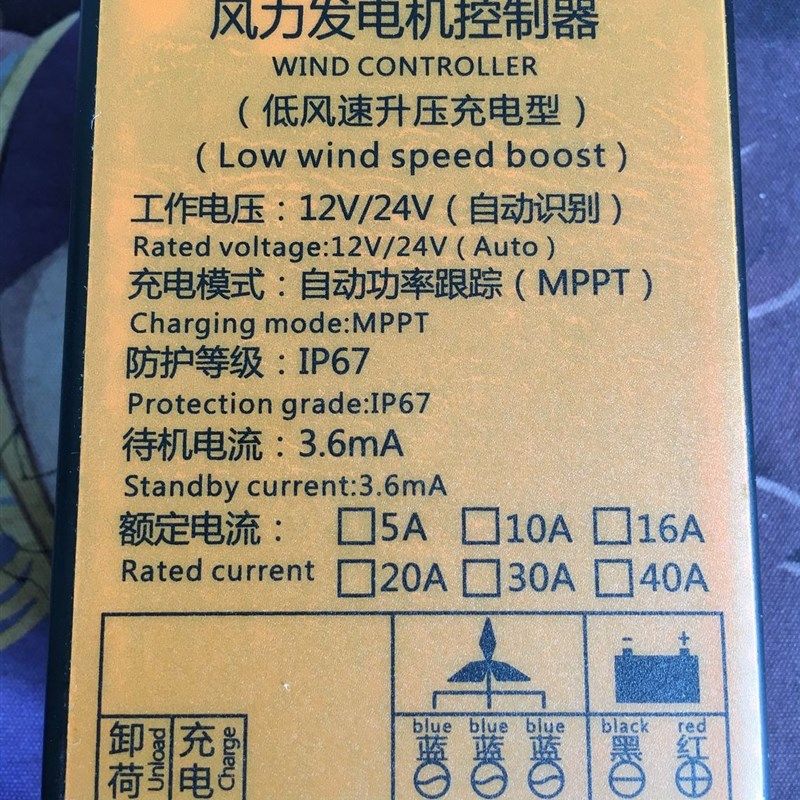 风力发电机控制器
WIND CONTROLLER
（低风速升压充电型）
（Low wind speed boost）
工作电压：12V/24V（自动识别）
Rated voltage:12V/24V（Auto）
充电模式：自动功率跟踪（MPPT）
Charging mode:MPPT
防护等级：IP67
Protection grade:IP67
待机电流：3.6mA
Standby current:3.6mA
额定电流： □5A □10A □16A
Rated current □20A □30A □40A
- +
blue blue blue black red
蓝 蓝 蓝 黑 红
卸荷 Unload 充电 Charge